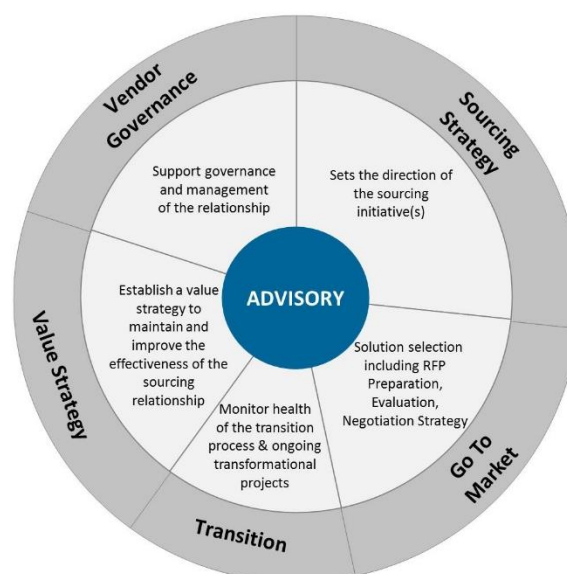 Vendor
Governance
Sourcing
Strategy
Support governance
and management
of the relationship
Sets the direction of
the sourcing
initiative(s)
ADVISORY
Establish a value
strategy to
maintain and
improve the
effectiveness of the
sourcing
relationship
Solution selection
including RFP
Preparation,
Evaluation,
Negotiation Strategy
Monitor health
of the transition
process & ongoing
transformational
projects
Value Strategy
Go To
Market
Transition